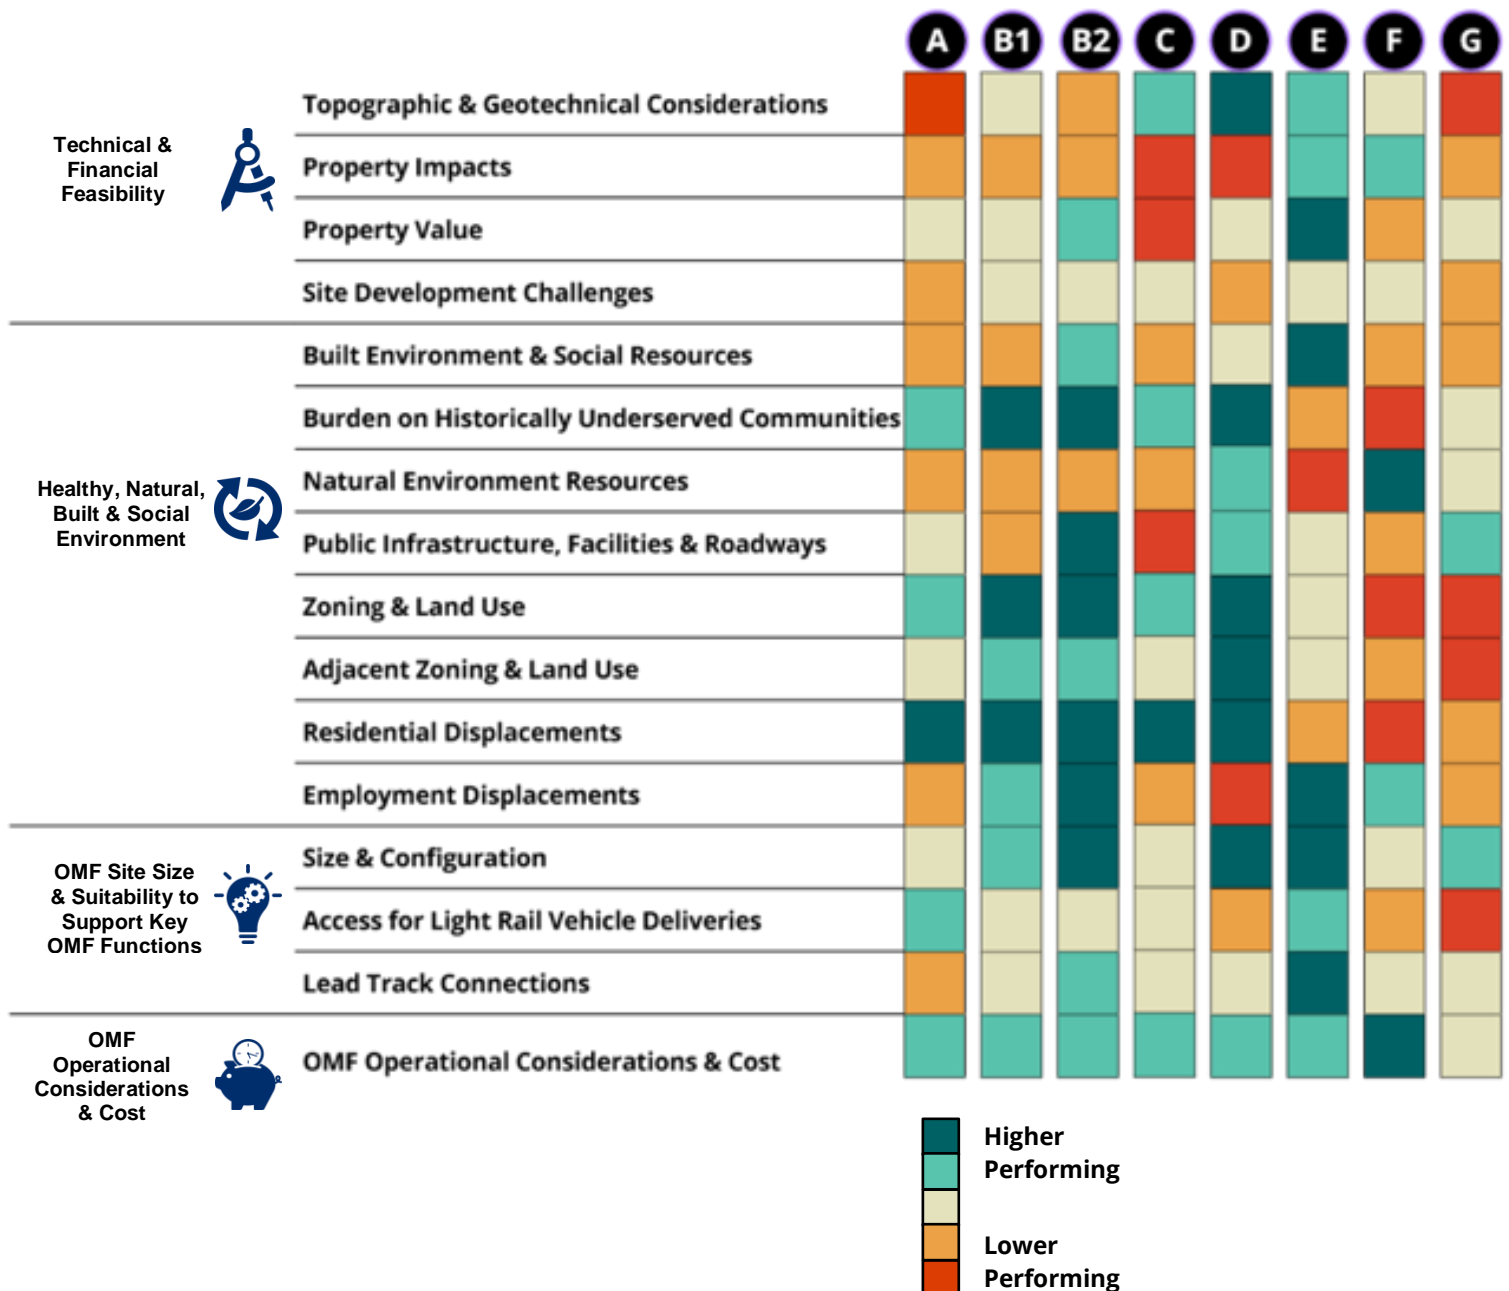 A B1 B2 C D E F G
Technical &
Financial
Feasibility
Topographic & Geotechnical Considerations
Property Impacts
Property Value
Site Development Challenges
Healthy, Natural,
Built & Social
Environment
Built Environment & Social Resources
Burden on Historically Underserved Communities
Natural Environment Resources
Public Infrastructure, Facilities & Roadways
Zoning & Land Use
Adjacent Zoning & Land Use
Residential Displacements
Employment Displacements
OMF Site Size
& Suitability to
Support Key
OMF Functions
Size & Configuration
Access for Light Rail Vehicle Deliveries
Lead Track Connections
OMF
Operational
Considerations
& Cost
OMF Operational Considerations & Cost
Higher
Performing
Lower
Performing